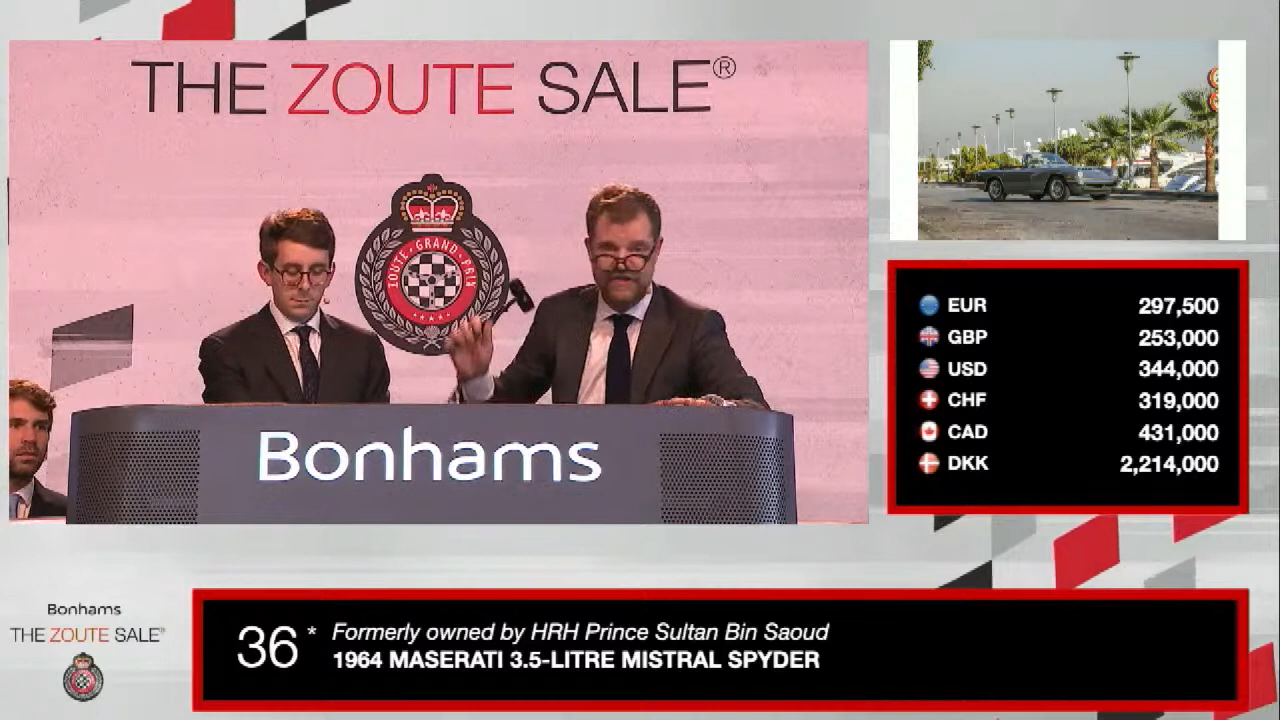 THE ZOUTE SALE®
ZOUTE · GRAND · PRIX
Bonhams
EUR 297,500
GBP 253,000
USD 344,000
CHF 319,000
CAD 431,000
DKK 2,214,000
Bonhams
THE ZOUTE SALE®
36 *
Formerly owned by HRH Prince Sultan Bin Saoud
1964 MASERATI 3.5-LITRE MISTRAL SPYDER